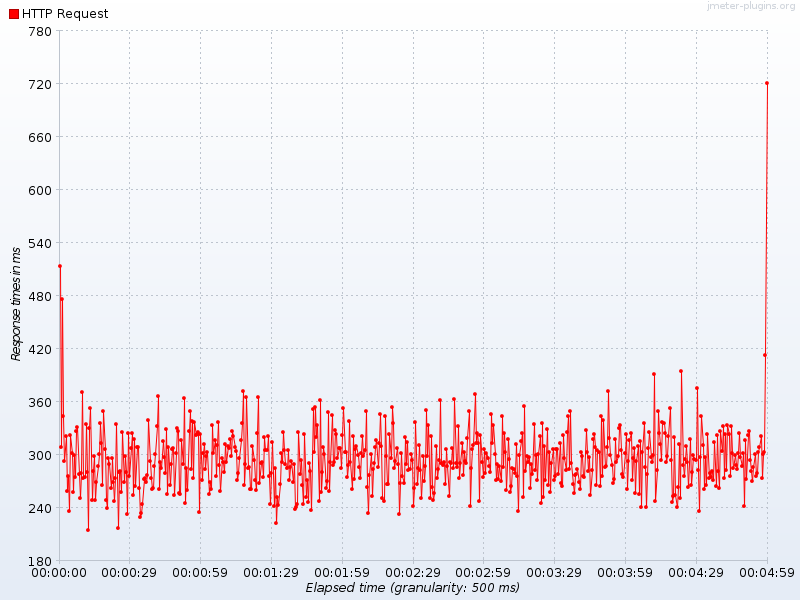 jmeter-plugins.org
HTTP Request
780
720
660
600
540
480
420
360
300
240
180
Response times in ms
00:00:00 00:00:29 00:00:59 00:01:29 00:01:59 00:02:29 00:02:59 00:03:29 00:03:59 00:04:29 00:04:59
Elapsed time (granularity: 500 ms)